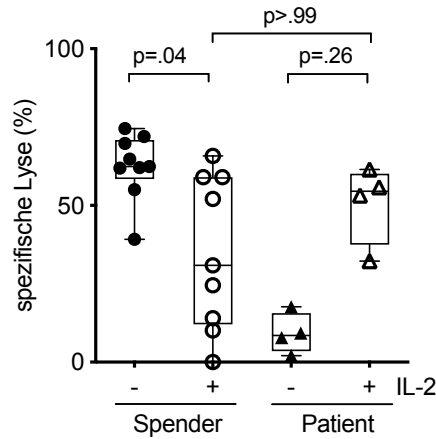 p>.99
p=.04 p=.26
100
50
0
spezifische Lyse (%)
- + - + IL-2
Spender Patient